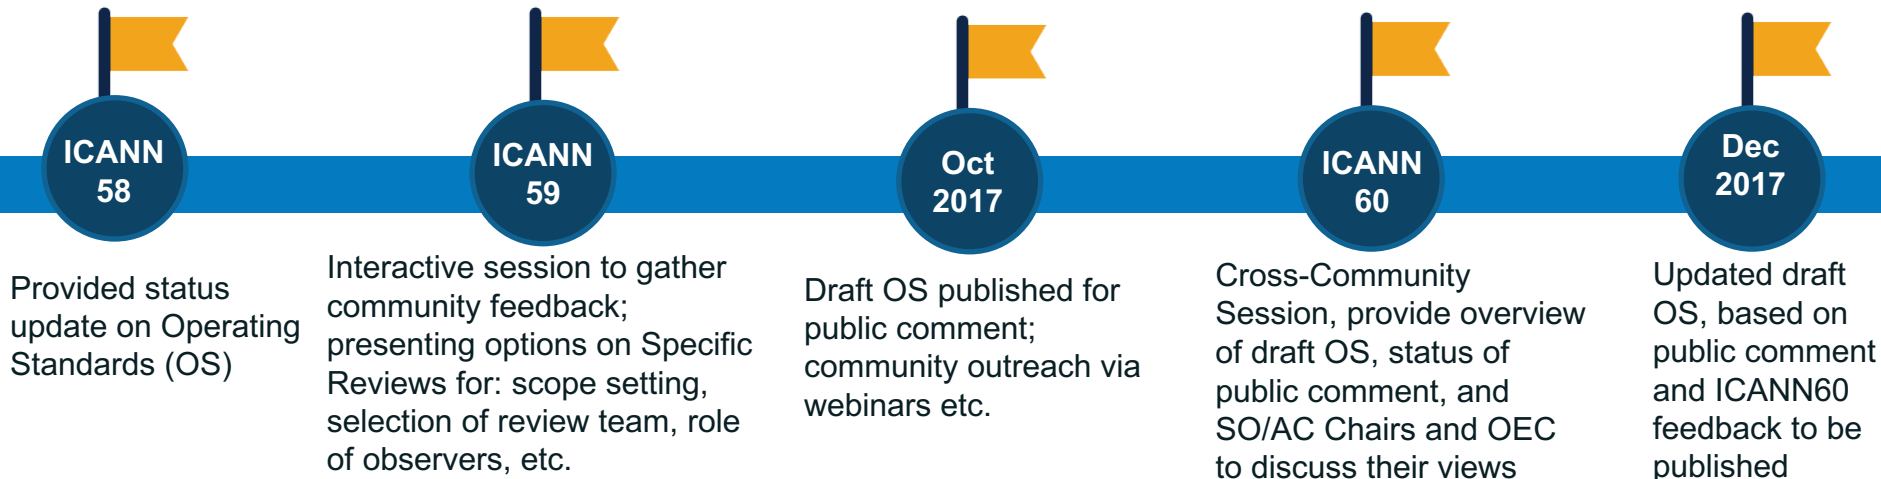 ICANN
58
ICANN
59
Oct
2017
ICANN
60
Dec
2017
Provided status
update on Operating
Standards (OS)
Interactive session to gather
community feedback;
presenting options on Specific
Reviews for: scope setting,
selection of review team, role
of observers, etc.
Draft OS published for
public comment;
community outreach via
webinars etc.
Cross-Community
Session, provide overview
of draft OS, status of
public comment, and
SO/AC Chairs and OEC
to discuss their views
Updated draft
OS, based on
public comment
and ICANN60
feedback to be
published